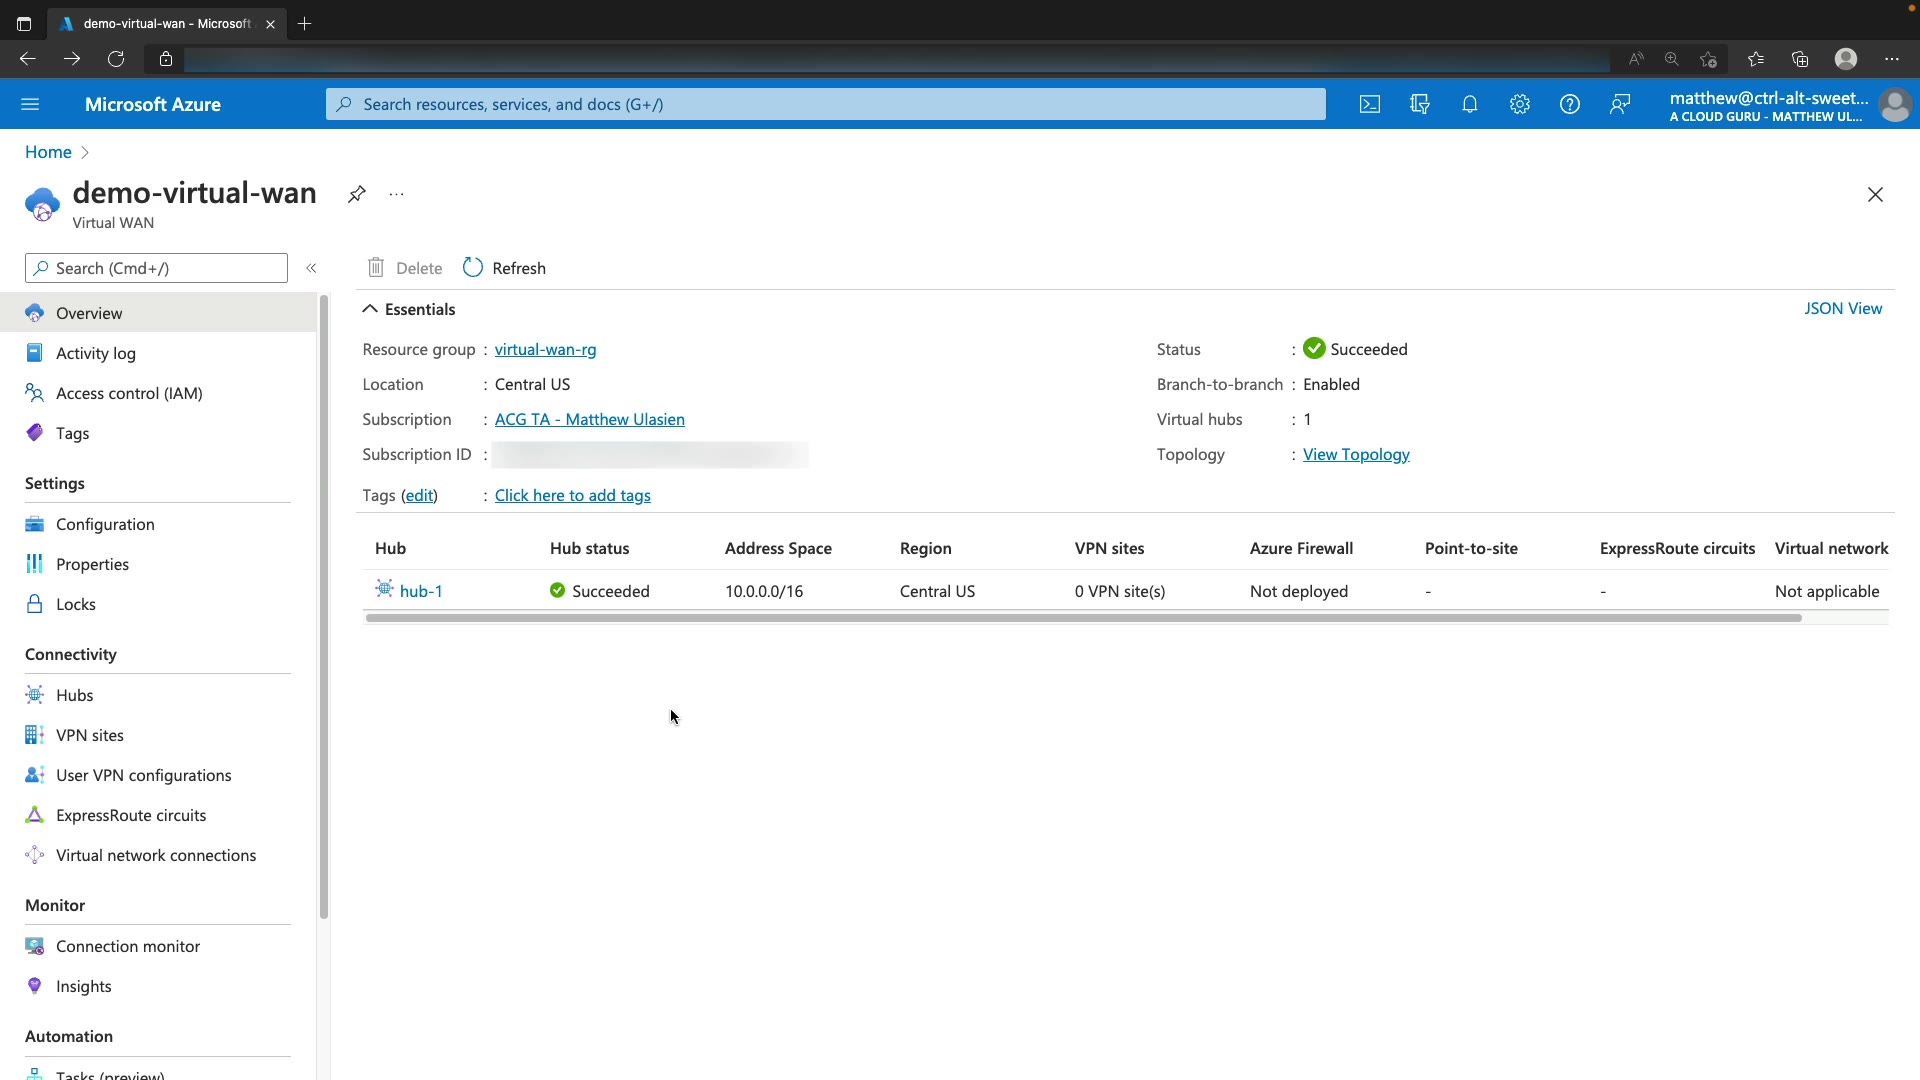 demo-virtual-wan - Microsoft
Microsoft Azure
Search resources, services, and docs (G+/)
matthew@ctrl-alt-sweet...
A CLOUD GURU - MATTHEW UL...
Home
demo-virtual-wan
...
Virtual WAN
Search (Cmd+/)
«
Delete
Refresh
Overview
Activity log
Access control (IAM)
Tags
Settings
Configuration
Properties
Locks
Connectivity
Hubs
VPN sites
User VPN configurations
ExpressRoute circuits
Virtual network connections
Monitor
Connection monitor
Insights
Automation
Tasks (preview)
Essentials
JSON View
Resource group : virtual-wan-rg
Location : Central US
Subscription : ACG TA - Matthew Ulasien
Subscription ID :
Tags (edit) : Click here to add tags
Status : Succeeded
Branch-to-branch : Enabled
Virtual hubs : 1
Topology : View Topology
Hub Hub status Address Space Region VPN sites Azure Firewall Point-to-site ExpressRoute circuits Virtual network
hub-1 Succeeded 10.0.0.0/16 Central US 0 VPN site(s) Not deployed - - Not applicable